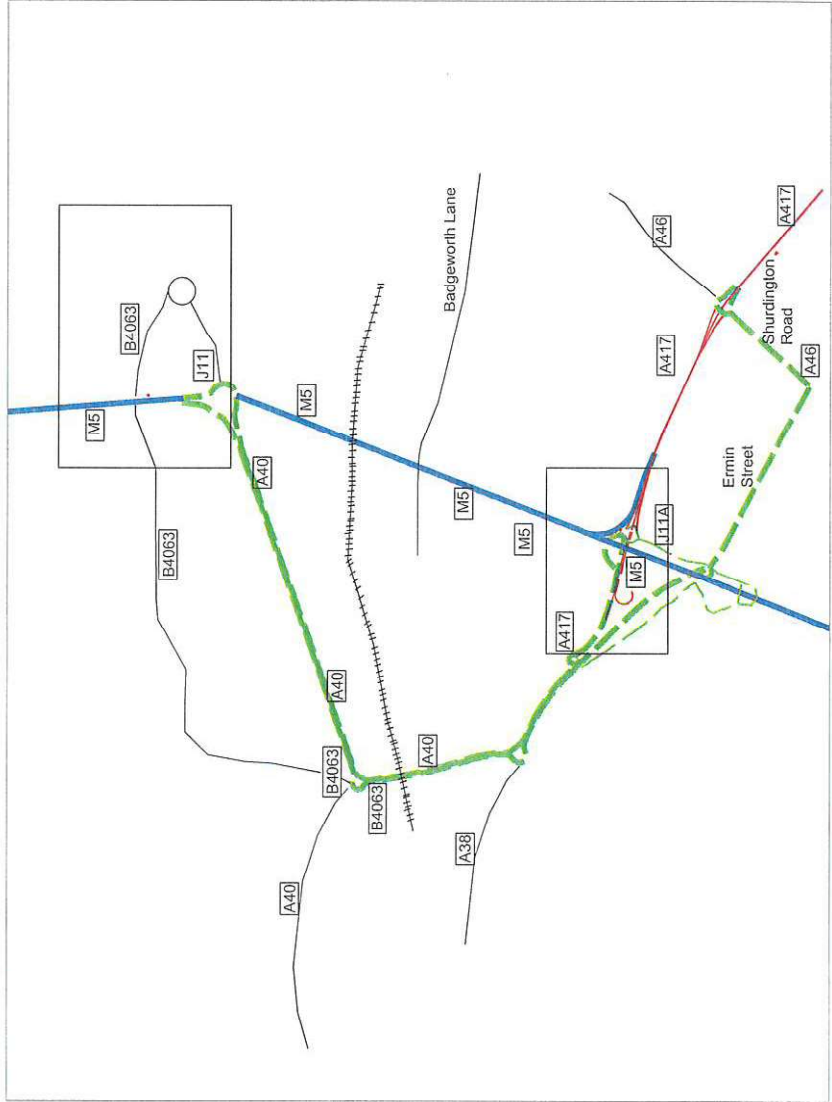 M5
B4063
J11
B4063
M5
A40
Badgeworth Lane
M5
A46
M5
A417
Shurdington
Road
A417
A46
Ermin
Street
J11A
M5
A417
A40
B4063
B4063
A40
A40
A38